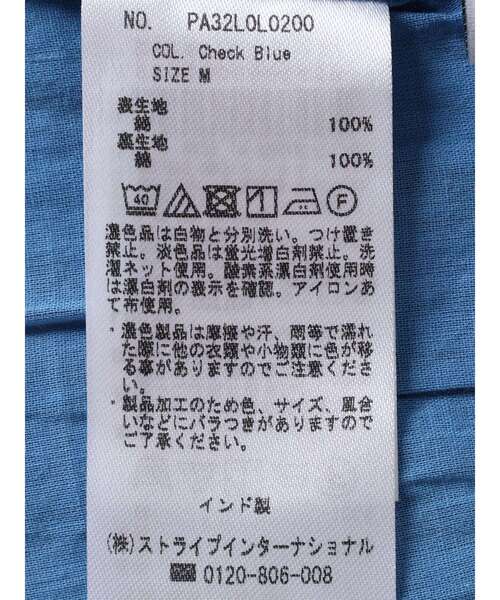 NO. PA32L0L0200
COL. Check Blue
SIZE M
表生地
綿 100%
裏生地
綿 100%
40 F
濃色品は白物と分別洗い。つけ置き
禁止。淡色品は蛍光増白剤禁止。洗
濯ネット使用。酸素系漂白剤使用時
は漂白剤の表示を確認。アイロンあ
て布使用。
・濃色製品は摩擦や汗、雨等で濡れ
た際に他の衣類や小物類に色が移
る事がありますのでご注意くださ
い。
・製品加工のため色、サイズ、風合
いなどにバラつきがありますので
ご了承ください。
インド製
(株)ストライプインターナショナル
0120-806-008